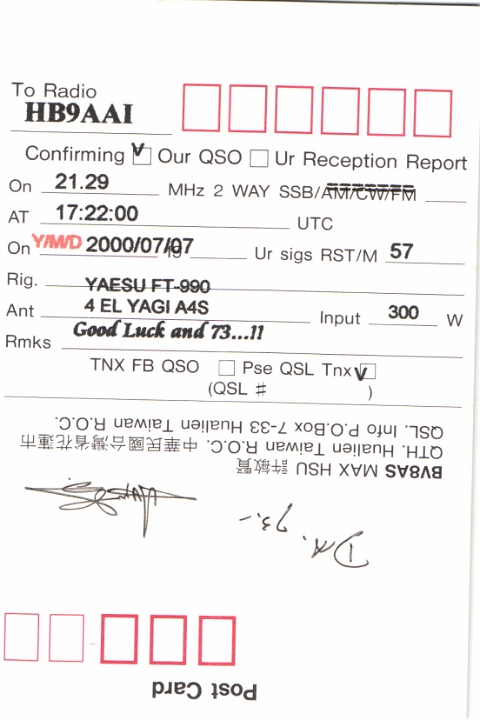 To Radio
HB9AAI
Confirming ☑ Our QSO ☐ Ur Reception Report
On 21.29 MHz 2 WAY SSB/AM/CW/FM
AT 17:22:00 UTC
On Y/M/D 2000/07/07 Ur sigs RST/M 57
Rig. YAESU FT-990
Ant 4 EL YAGI A4S Input 300 W
Rmks Good Luck and 73...!!
TNX FB QSO ☐ Pse QSL Tnx ☑
(QSL # )
Post Card
DR. 73.-
BV8AS MAX HSU 許敏賢
QTH. Hualien Taiwan R.O.C. 中華民國台灣省花蓮市
QSL. Info P.O.Box 7-33 Hualien Taiwan R.O.C.